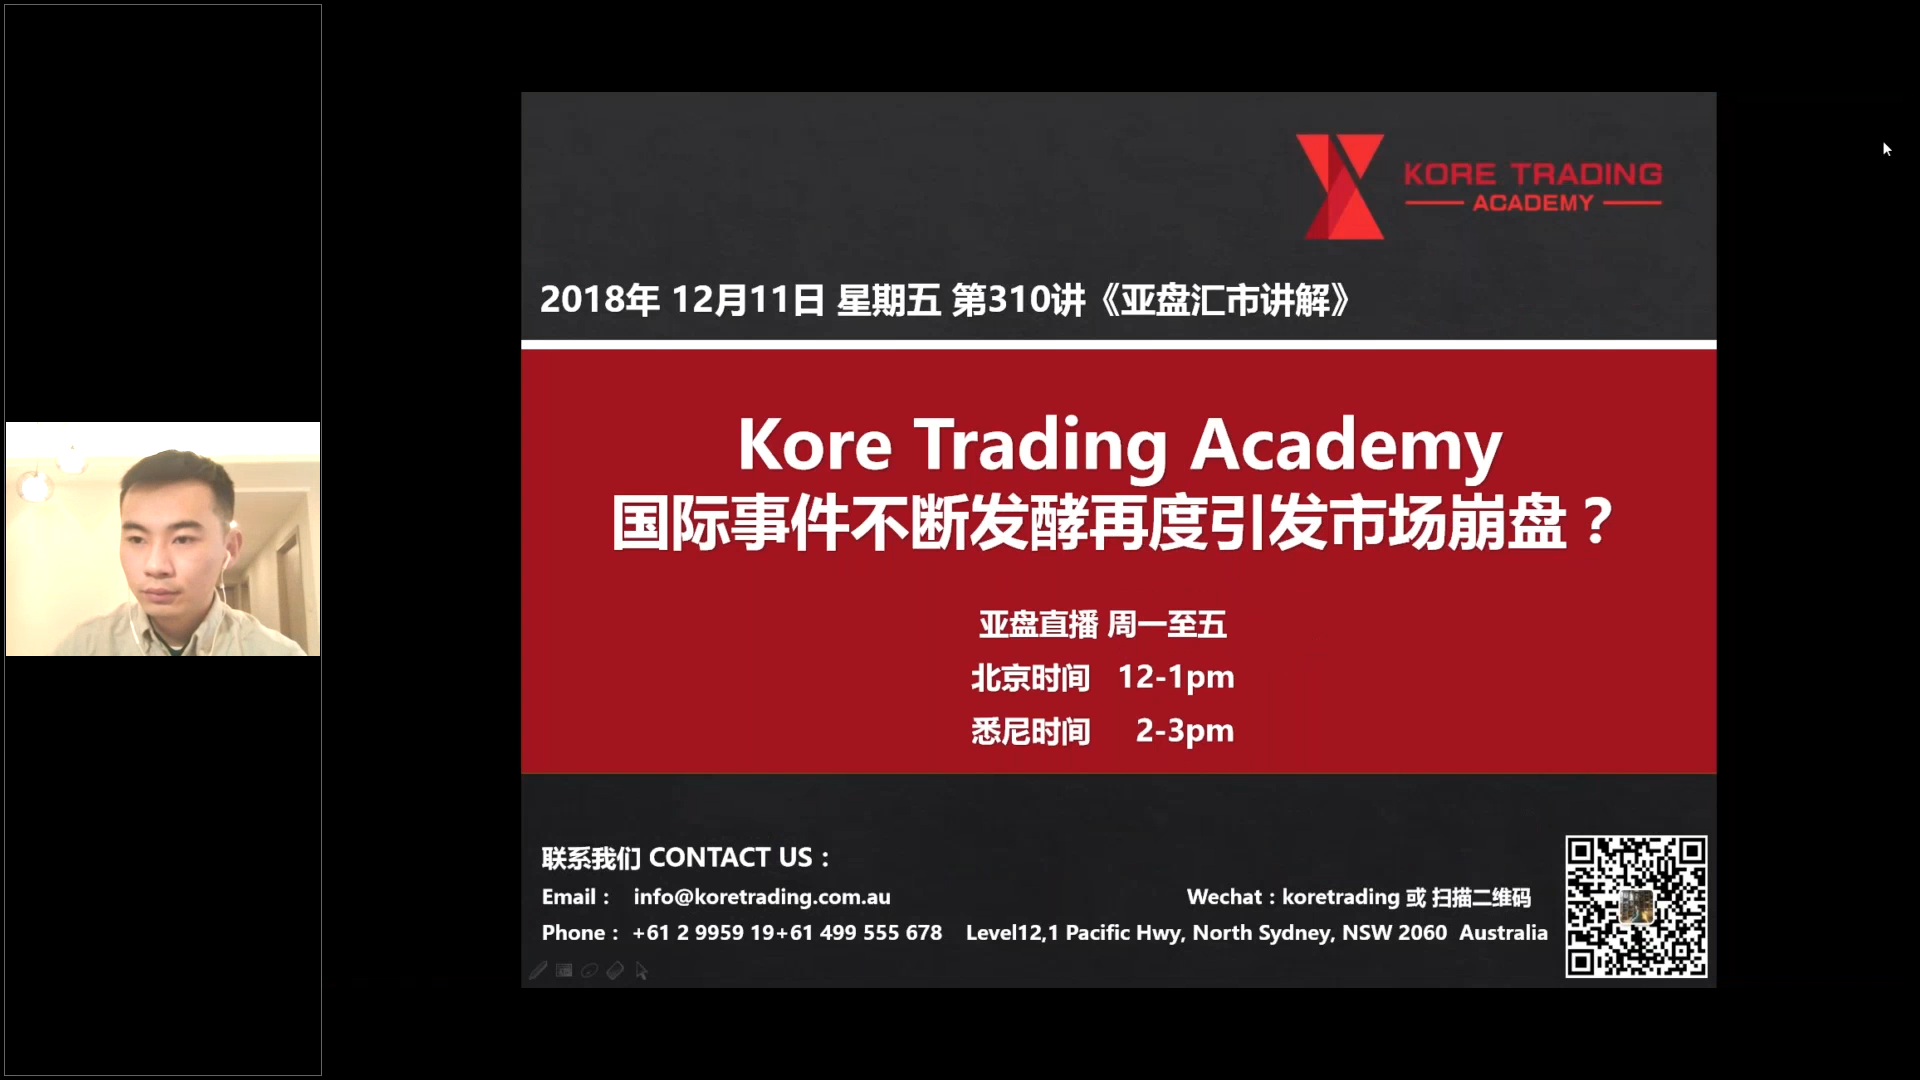 KORE TRADING
ACADEMY
2018年 12月11日 星期五 第310讲《亚盘汇市讲解》
Kore Trading Academy
国际事件不断发酵再度引发市场崩盘？
亚盘直播 周一至五
北京时间 12-1pm
悉尼时间 2-3pm
联系我们 CONTACT US：
Email： info@koretrading.com.au
Wechat：koretrading 或 扫描二维码
Phone： +61 2 9959 19+61 499 555 678 Level12,1 Pacific Hwy, North Sydney, NSW 2060 Australia